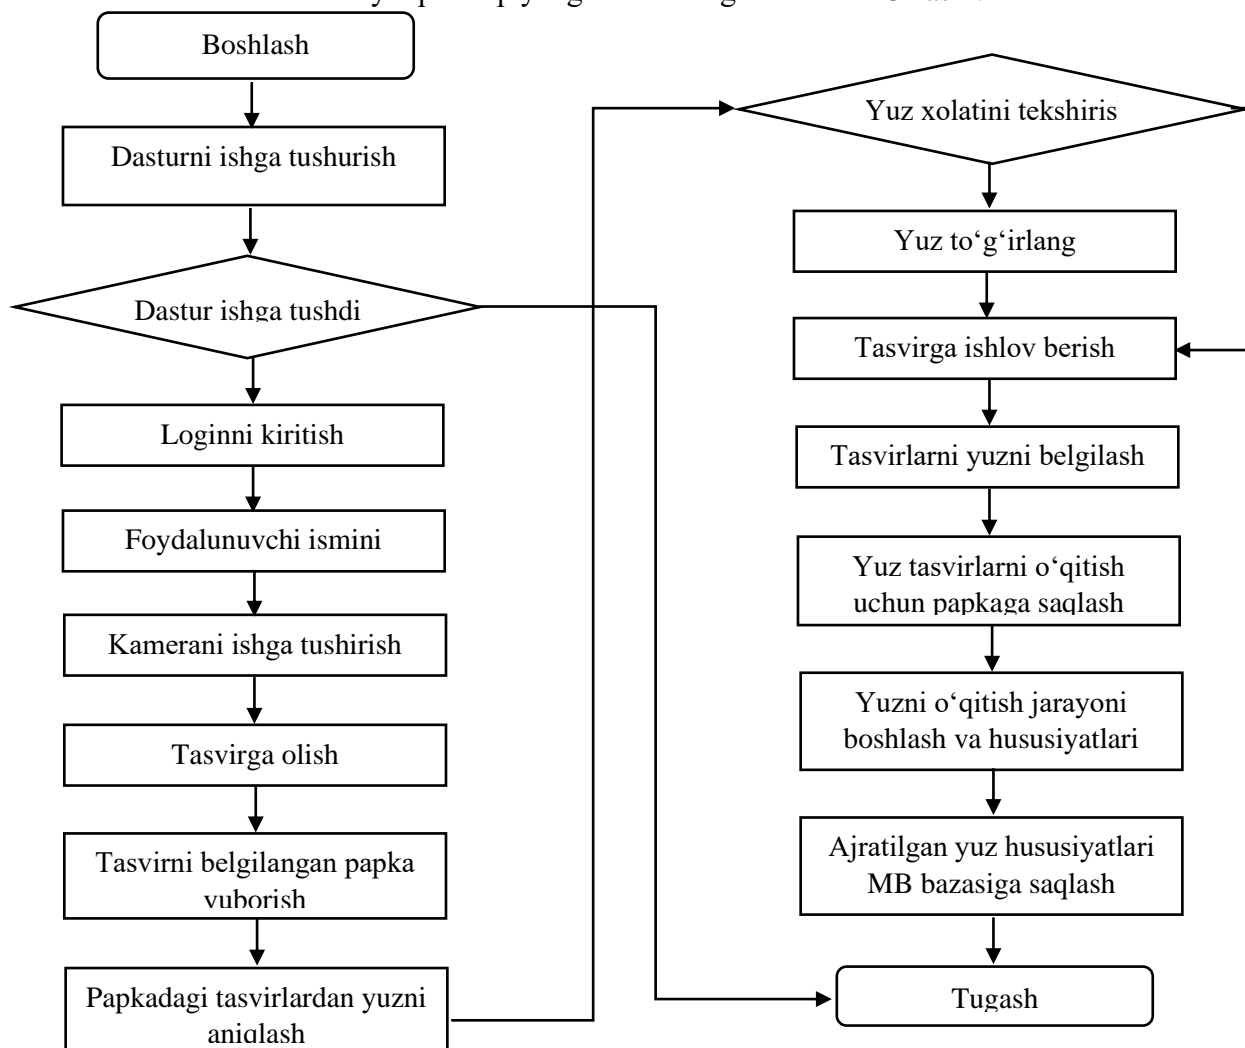 Boshlash
Dasturni ishga tushurish
Dastur ishga tushdi
Loginni kiritish
Foydalunuvchi ismini
Kamerani ishga tushirish
Tasvirga olish
Tasvirni belgilangan papka
yuborish
Papkadagi tasvirlardan yuzni
aniqlash
Yuz xolatini tekshiris
Yuz to‘g‘irlang
Tasvirga ishlov berish
Tasvirlarni yuzni belgilash
Yuz tasvirlarni o‘qitish
uchun papkaga saqlash
Yuzni o‘qitish jarayoni
boshlash va hususiyatlari
Ajratilgan yuz hususiyatlari
MB bazasiga saqlash
Tugash